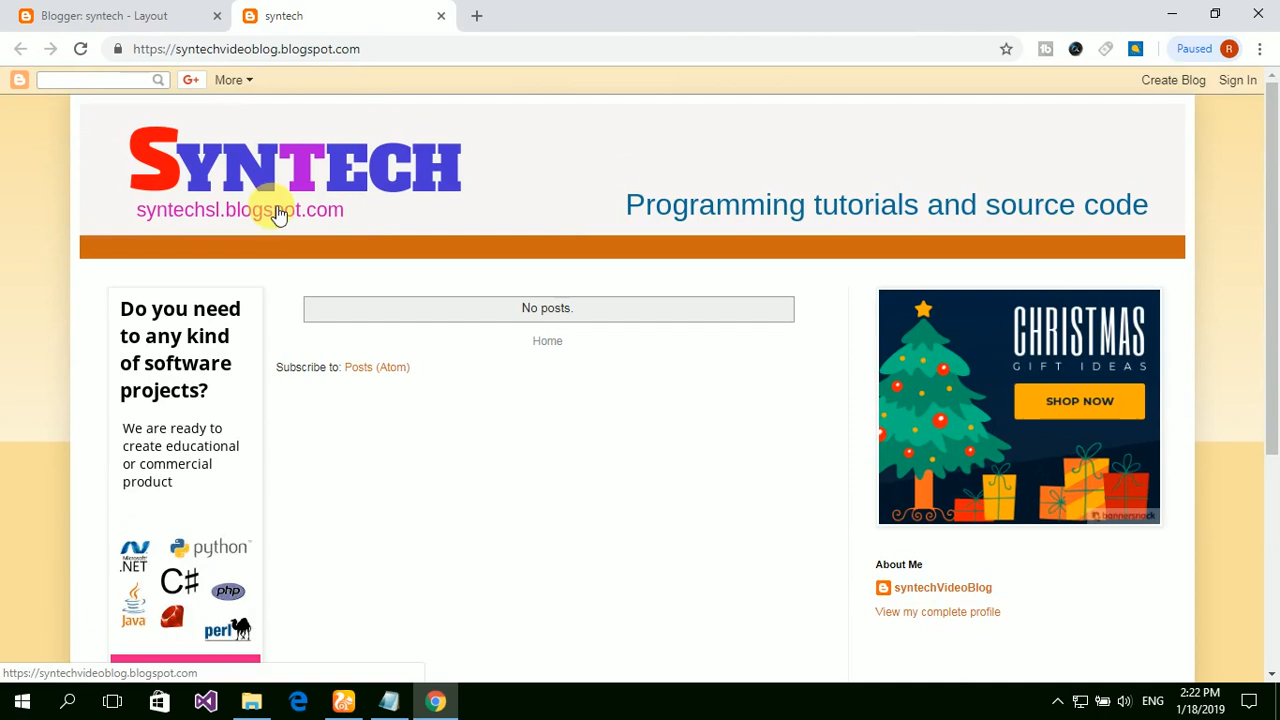 Blogger: syntech - Layout
syntech
https://syntechvideoblog.blogspot.com
Paused R
G+ More
Create Blog Sign In
SYNTECH
syntechsl.blogspot.com
Programming tutorials and source code
Do you need
to any kind
of software
projects?
We are ready to
create educational
or commercial
product
Microsoft
.NET
python
C#
php
Java
perl
No posts.
Home
Subscribe to: Posts (Atom)
CHRISTMAS
GIFT IDEAS
SHOP NOW
bannersnack
About Me
syntechVideoBlog
View my complete profile
https://syntechvideoblog.blogspot.com
ENG
2:22 PM
1/18/2019